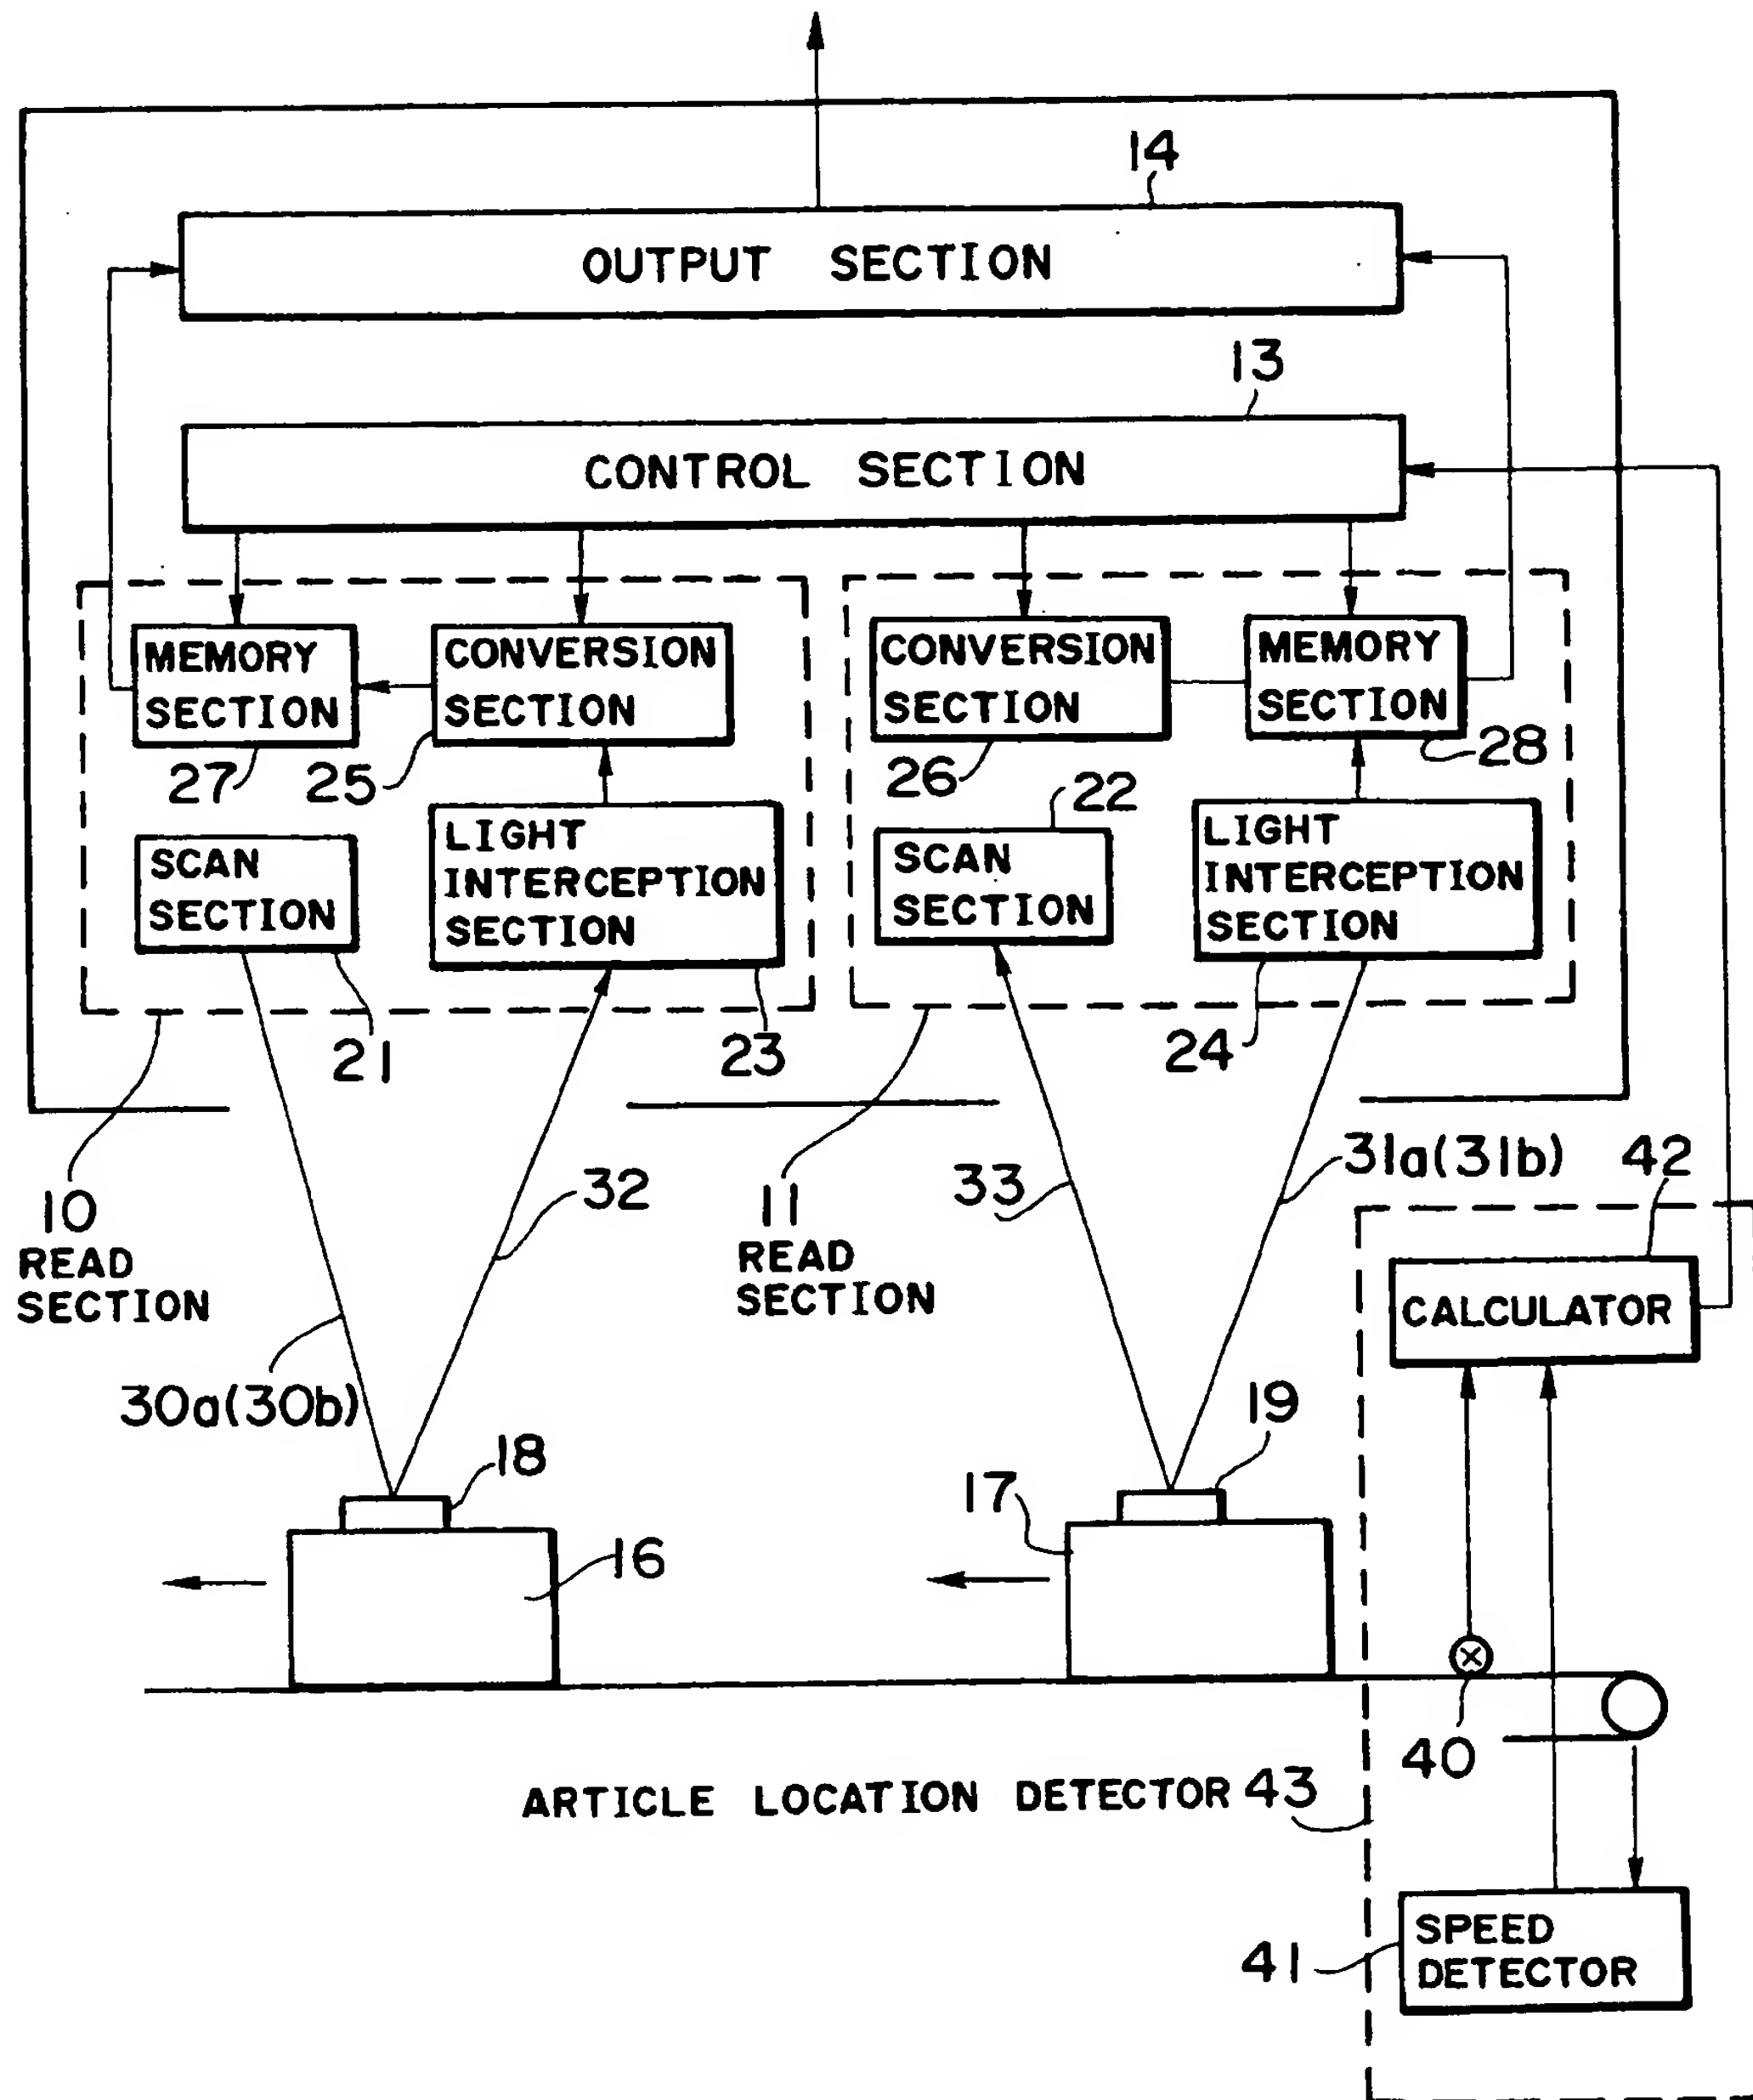 14
OUTPUT SECTION
13
CONTROL SECTION
MEMORY
SECTION
CONVERSION
SECTION
CONVERSION
SECTION
MEMORY
SECTION
27
25
26
28
22
SCAN
SECTION
LIGHT
INTERCEPTION
SECTION
SCAN
SECTION
LIGHT
INTERCEPTION
SECTION
21
23
24
10
READ
SECTION
32
11
READ
SECTION
33
31a(31b)
42
CALCULATOR
30a(30b)
18
19
17
16
40
ARTICLE LOCATION DETECTOR 43
41
SPEED
DETECTOR